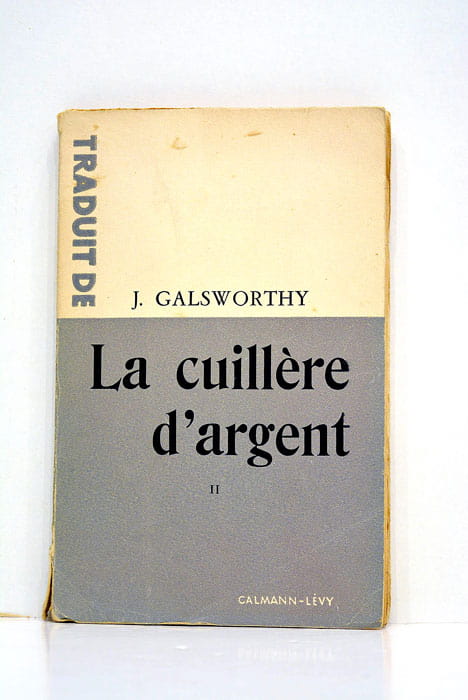 TRADUIT DE
J. GALSWORTHY
La cuillère
d'argent
II
CALMANN-LÉVY